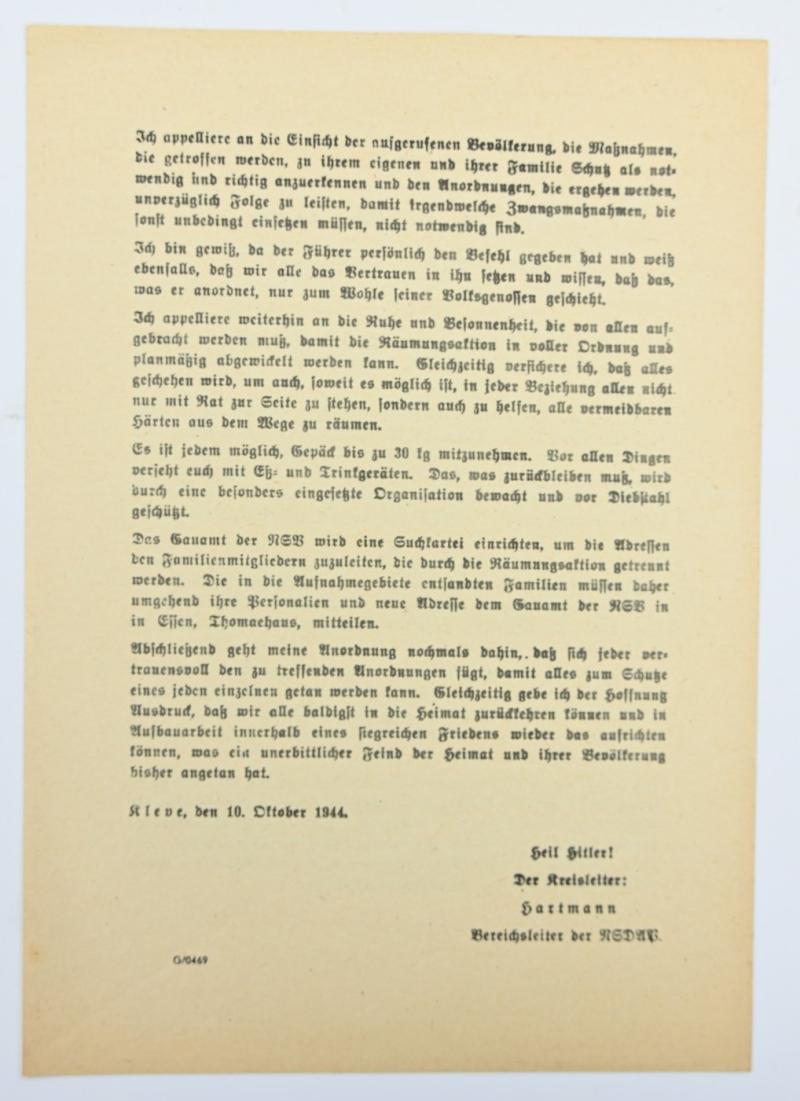 Ich appelliere an die Einsicht der aufgerufenen Bevölkerung, die Maßnahmen,
die getroffen werden, zu ihrem eigenen und ihrer Familie Schutz als not-
wendig und richtig anzuerkennen und den Anordnungen, die ergehen werden,
unverzüglich Folge zu leisten, damit irgendwelche Zwangsmaßnahmen, die
sonst unbedingt einsetzen müssen, nicht notwendig sind.
Ich bin gewiß, da der Führer persönlich den Befehl gegeben hat und weiß
ebenfalls, daß wir alle das Vertrauen in ihn setzen und wissen, daß das,
was er anordnet, nur zum Wohle seiner Volksgenossen geschieht.
Ich appelliere weiterhin an die Ruhe und Besonnenheit, die von allen auf-
gebracht werden muß, damit die Räumungsaktion in voller Ordnung und
planmäßig abgewickelt werden kann. Gleichzeitig versichere ich, daß alles
geschehen wird, um auch, soweit es möglich ist, in jeder Beziehung allen nicht
nur mit Rat zur Seite zu stehen, sondern auch zu helfen, alle vermeidbaren
Härten aus dem Wege zu räumen.
Es ist jedem möglich, Gepäck bis zu 30 kg mitzunehmen. Vor allen Dingen
verseht euch mit Eß- und Trinkgeräten. Das, was zurückbleiben muß, wird
durch eine besonders eingesetzte Organisation bewacht und vor Diebstahl
geschützt.
Das Gauamt der NSV wird eine Suchkartei einrichten, um die Adressen
den Familienmitgliedern zuzuleiten, die durch die Räumungsaktion getrennt
werden. Die in die Aufnahmegebiete entsandten Familien müssen daher
umgehend ihre Personalien und neue Adresse dem Gauamt der NSV in
in Essen, Thomaehaus, mitteilen.
Abschließend geht meine Anordnung nochmals dahin,. daß sich jeder ver-
trauensvoll den zu treffenden Anordnungen fügt, damit alles zum Schutze
eines jeden einzelnen getan werden kann. Gleichzeitig gebe ich der Hoffnung
Ausdruck, daß wir alle baldigst in die Heimat zurückkehren können und in
Aufbauarbeit innerhalb eines siegreichen Friedens wieder das aufrichten
können, was ein unerbittlicher Feind der Heimat und ihrer Bevölkerung
bisher angetan hat.
Kleve, den 10. Oktober 1944.
Heil Hitler!
Der Kreisleiter:
Hartmann
Bereichsleiter der NSDAP.
G/0469